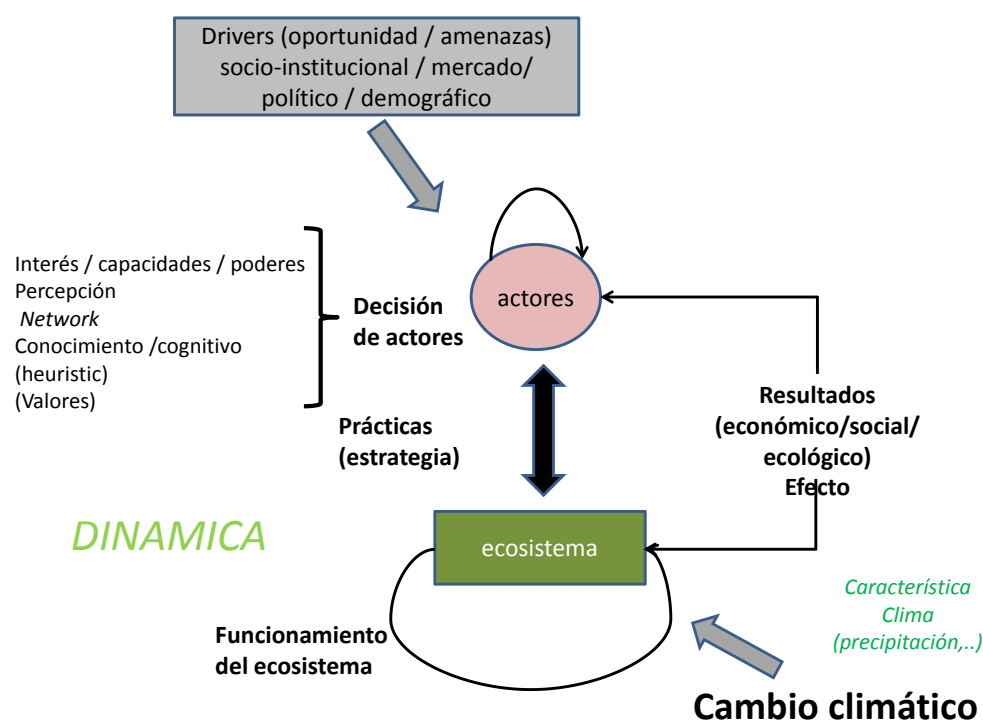 Drivers (oportunidad / amenazas)
socio-institucional / mercado/
político / demográfico
actores
Interés / capacidades / poderes
Percepción
Network
Conocimiento /cognitivo
(heuristic)
(Valores)
Decisión
de actores
Prácticas
(estrategia)
Resultados
(económico/social/
ecológico)
Efecto
DINAMICA
ecosistema
Funcionamiento
del ecosistema
Característica
Clima
(precipitación,..)
Cambio climático